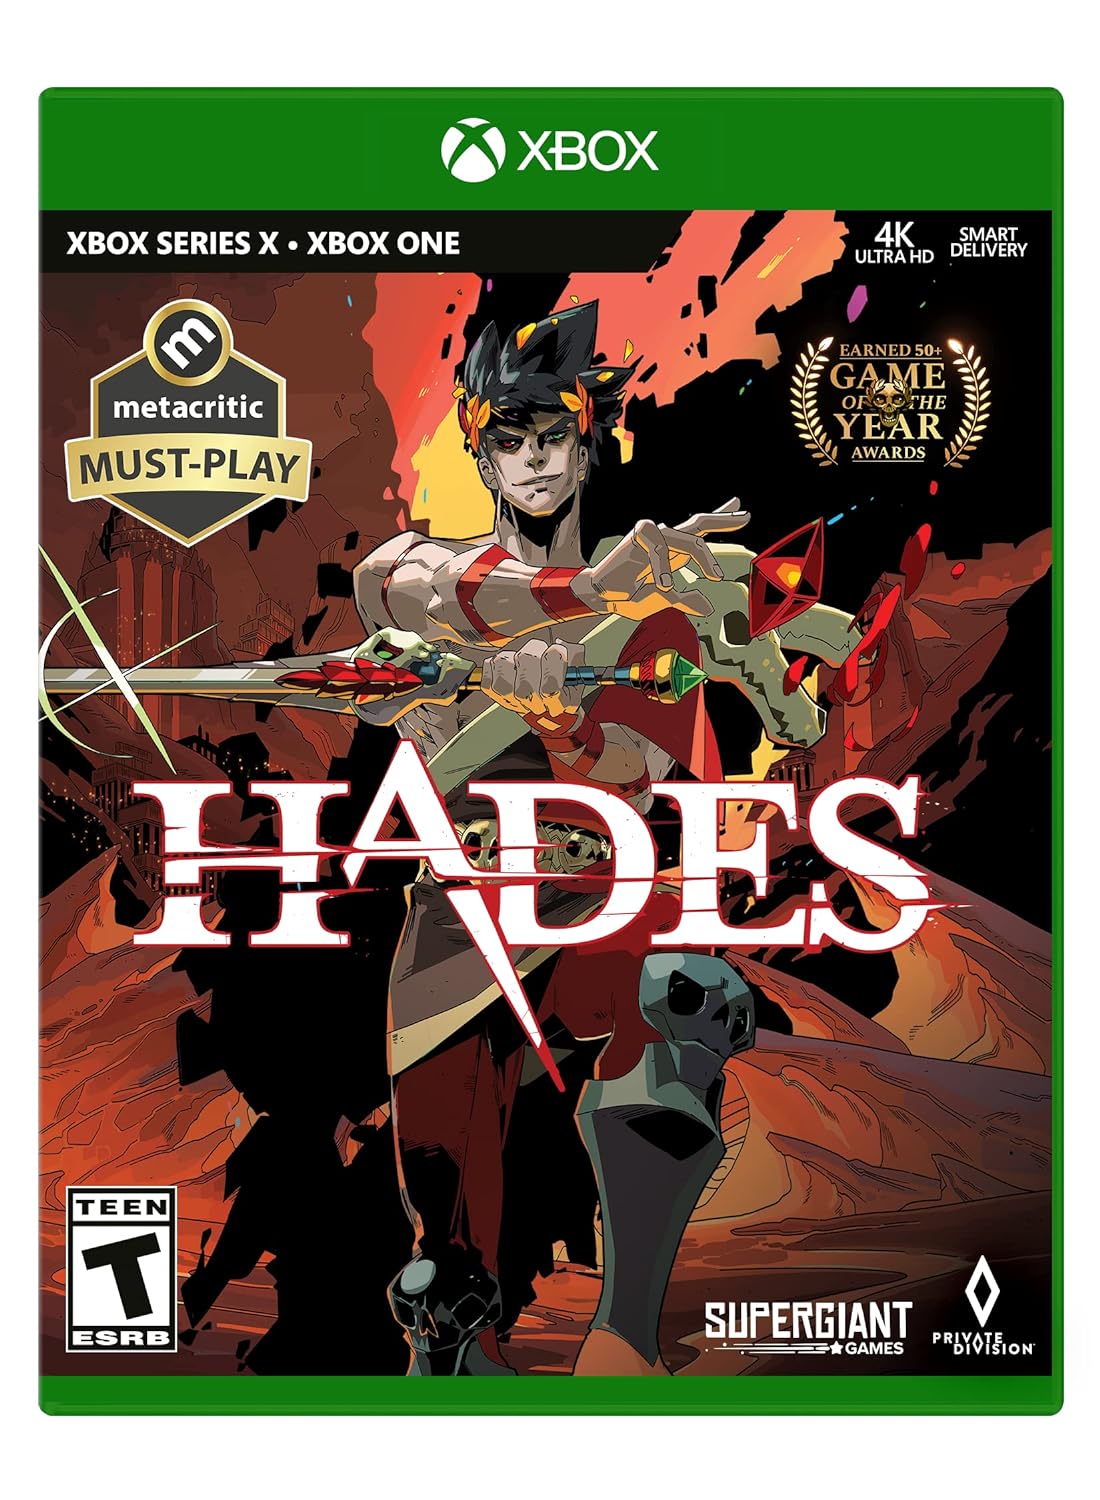 XBOX
XBOX SERIES X • XBOX ONE
4K
ULTRA HD
SMART
DELIVERY
m
metacritic
MUST-PLAY
EARNED 50+
GAME
OF THE
YEAR
AWARDS
HADES
TEEN
T
ESRB
SUPERGIANT
GAMES
PRIVATE
DIVISION